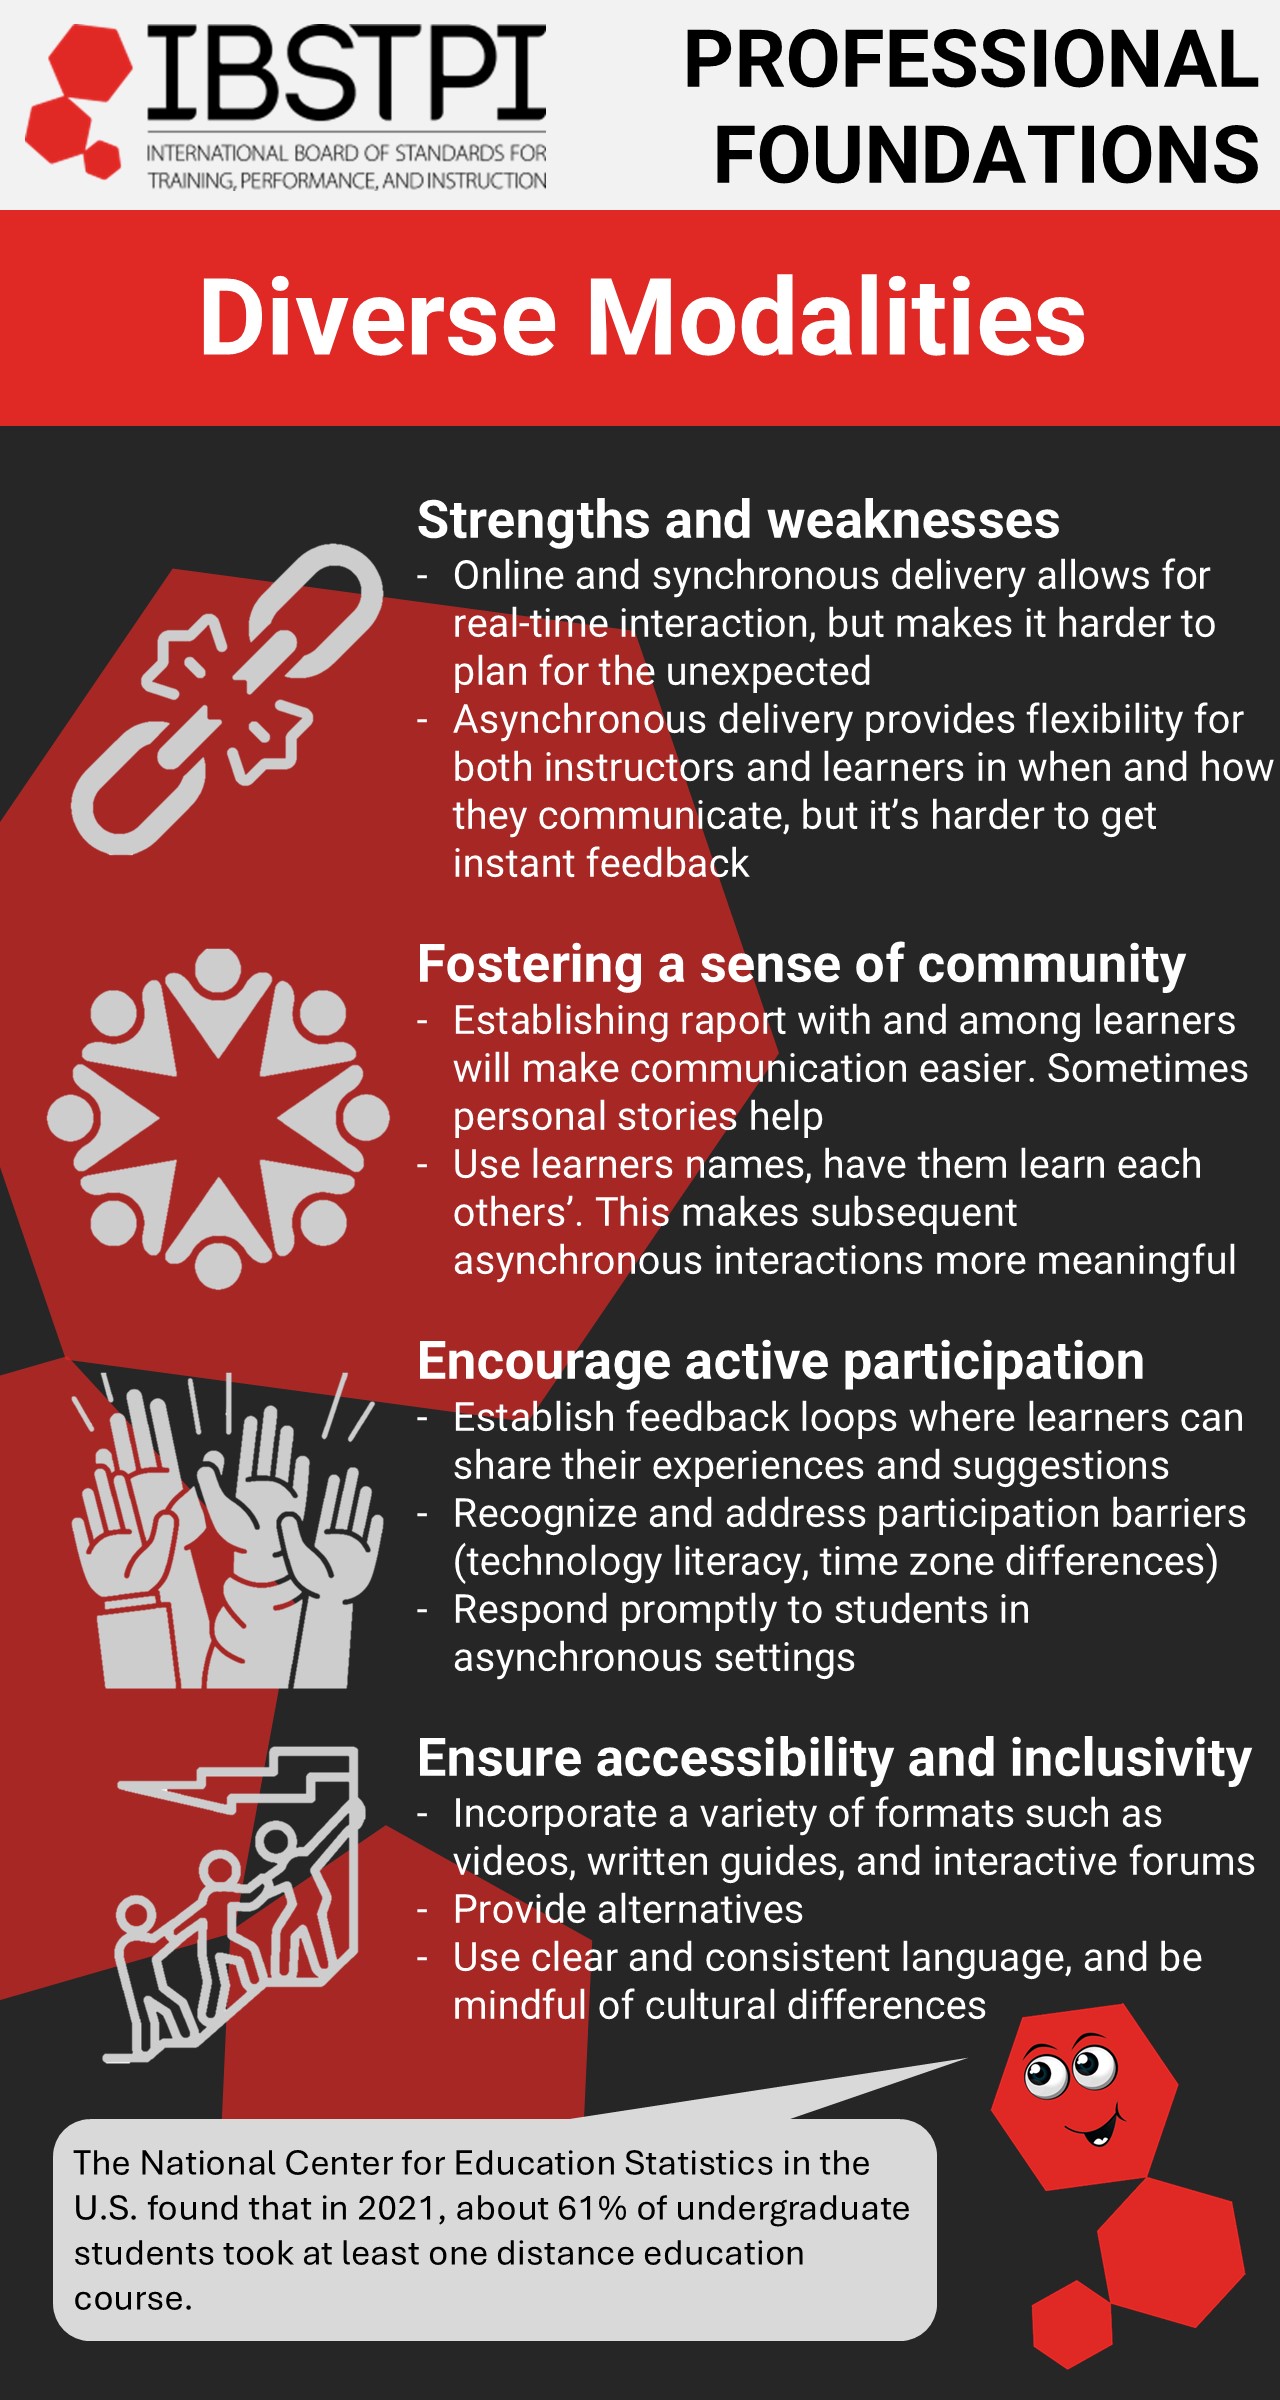 IBSTPI
INTERNATIONAL BOARD OF STANDARDS FOR
TRAINING, PERFORMANCE, AND INSTRUCTION
PROFESSIONAL
FOUNDATIONS
Diverse Modalities
Strengths and weaknesses
- Online and synchronous delivery allows for
real-time interaction, but makes it harder to
plan for the unexpected
- Asynchronous delivery provides flexibility for
both instructors and learners in when and how
they communicate, but it’s harder to get
instant feedback
Fostering a sense of community
- Establishing raport with and among learners
will make communication easier. Sometimes
personal stories help
- Use learners names, have them learn each
others’. This makes subsequent
asynchronous interactions more meaningful
Encourage active participation
- Establish feedback loops where learners can
share their experiences and suggestions
- Recognize and address participation barriers
(technology literacy, time zone differences)
- Respond promptly to students in
asynchronous settings
Ensure accessibility and inclusivity
- Incorporate a variety of formats such as
videos, written guides, and interactive forums
- Provide alternatives
- Use clear and consistent language, and be
mindful of cultural differences
The National Center for Education Statistics in the
U.S. found that in 2021, about 61% of undergraduate
students took at least one distance education
course.